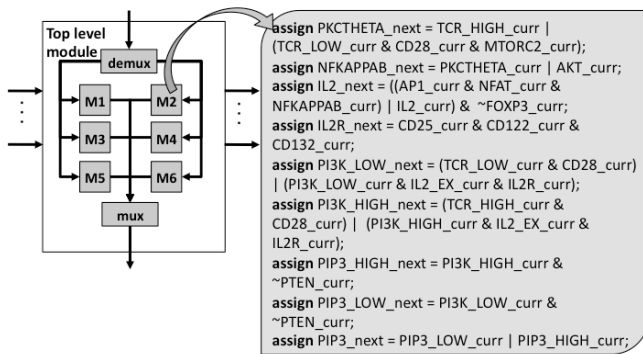 Top level
module
demux
M1
M2
M3
M4
M5
M6
mux
assign PKCTHETA_next = TCR_HIGH_curr |
(TCR_LOW_curr & CD28_curr & MTORC2_curr);
assign NFKAPPAB_next = PKCTHETA_curr | AKT_curr;
assign IL2_next = ((AP1_curr & NFAT_curr &
NFKAPPAB_curr) | IL2_curr) & ~FOXP3_curr;
assign IL2R_next = CD25_curr & CD122_curr &
CD132_curr;
assign PI3K_LOW_next = (TCR_LOW_curr & CD28_curr)
| (PI3K_LOW_curr & IL2_EX_curr & IL2R_curr);
assign PI3K_HIGH_next = (TCR_HIGH_curr &
CD28_curr) | (PI3K_HIGH_curr & IL2_EX_curr &
IL2R_curr);
assign PIP3_HIGH_next = PI3K_HIGH_curr &
~PTEN_curr;
assign PIP3_LOW_next = PI3K_LOW_curr &
~PTEN_curr;
assign PIP3_next = PIP3_LOW_curr | PIP3_HIGH_curr;